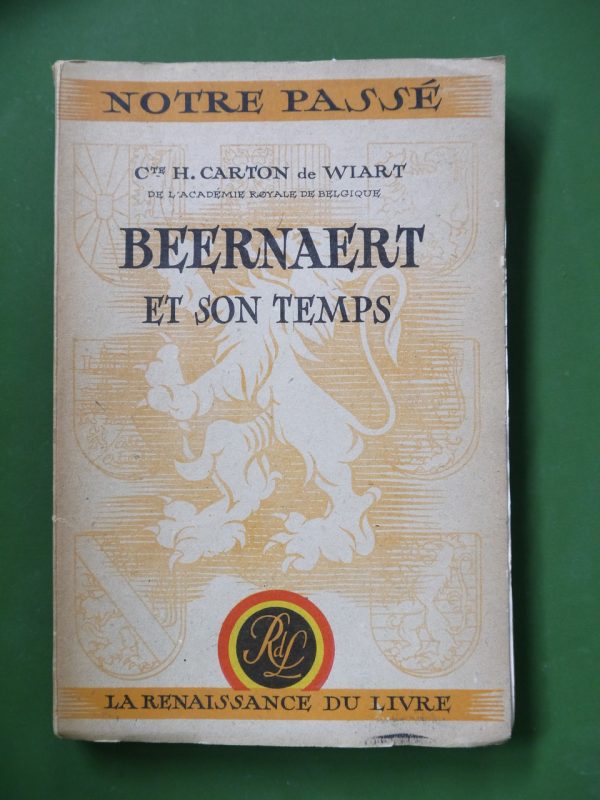 NOTRE PASSÉ
CTE H. CARTON de WIART
DE L'ACADÉMIE ROYALE DE BELGIQUE
BEERNAERT
ET SON TEMPS
RdL
LA RENAISSANCE DU LIVRE